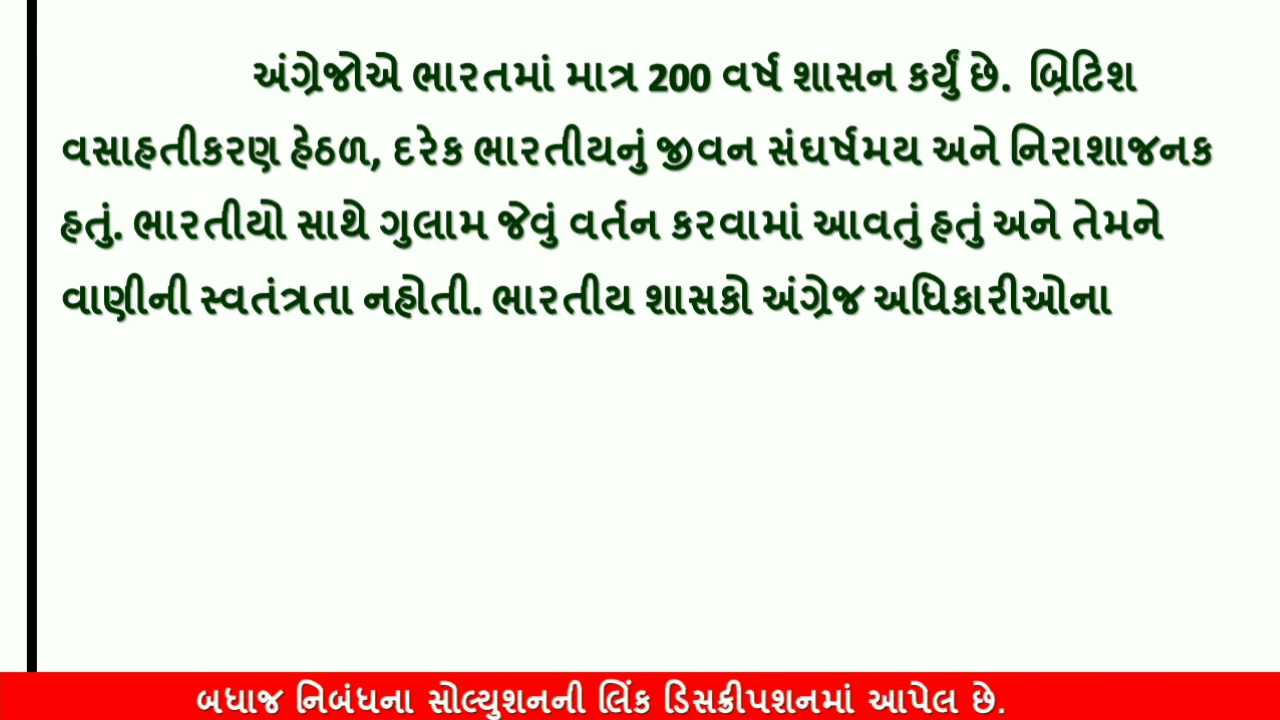 અંગ્રેજોએ ભારતમાં માત્ર 200 વર્ષ શાસન કર્યું છે. બ્રિટિશ
વસાહતીકરણ હેઠળ, દરેક ભારતીયનું જીવન સંઘર્ષમય અને નિરાશાજનક
હતું. ભારતીયો સાથે ગુલામ જેવું વર્તન કરવામાં આવતું હતું અને તેમને
વાણીની સ્વતંત્રતા નહોતી. ભારતીય શાસકો અંગ્રેજ અધિકારીઓના
બધાજ નિબંધના સોલ્યુશનની લિંક ડિસક્રીપશનમાં આપેલ છે.